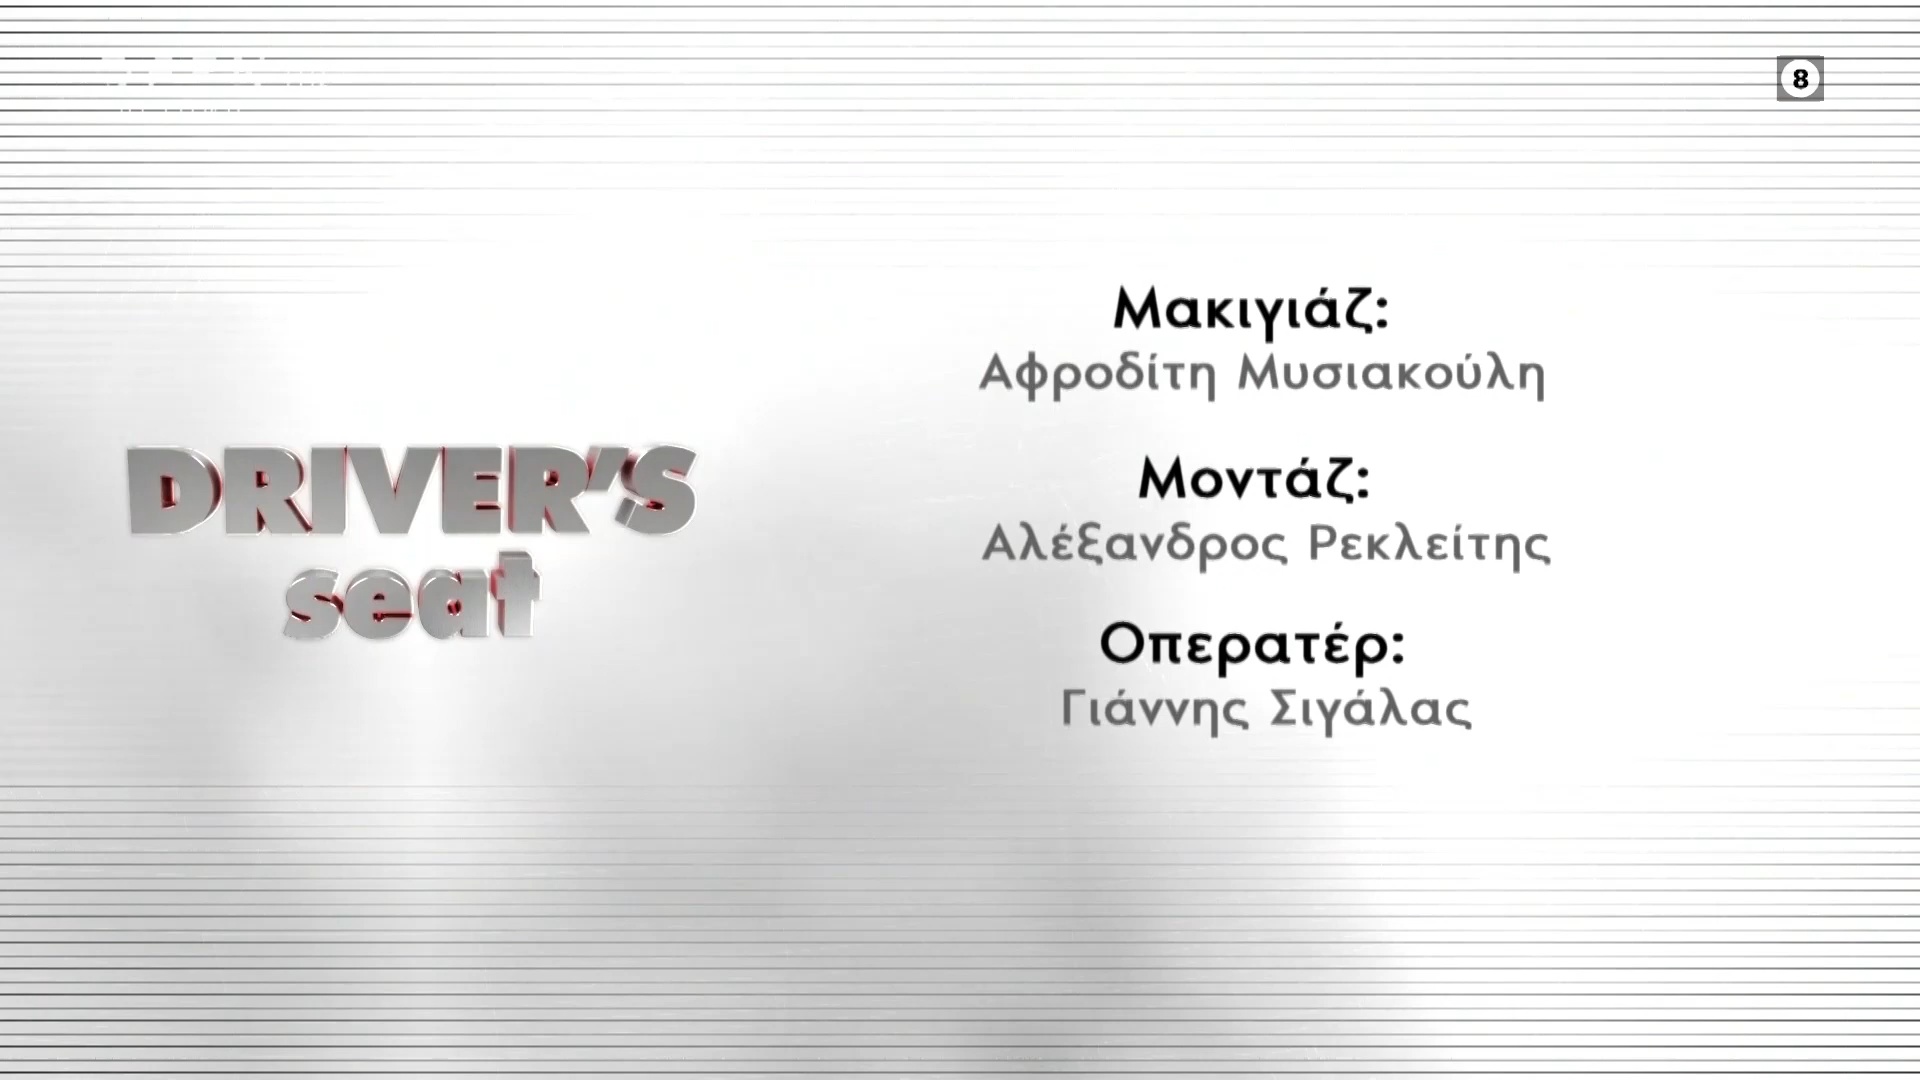 8
DRIVER'S
seat
Μακιγιάζ:
Αφροδίτη Μυσιακούλη
Μοντάζ:
Αλέξανδρος Ρεκλείτης
Οπερατέρ:
Γιάννης Σιγάλας